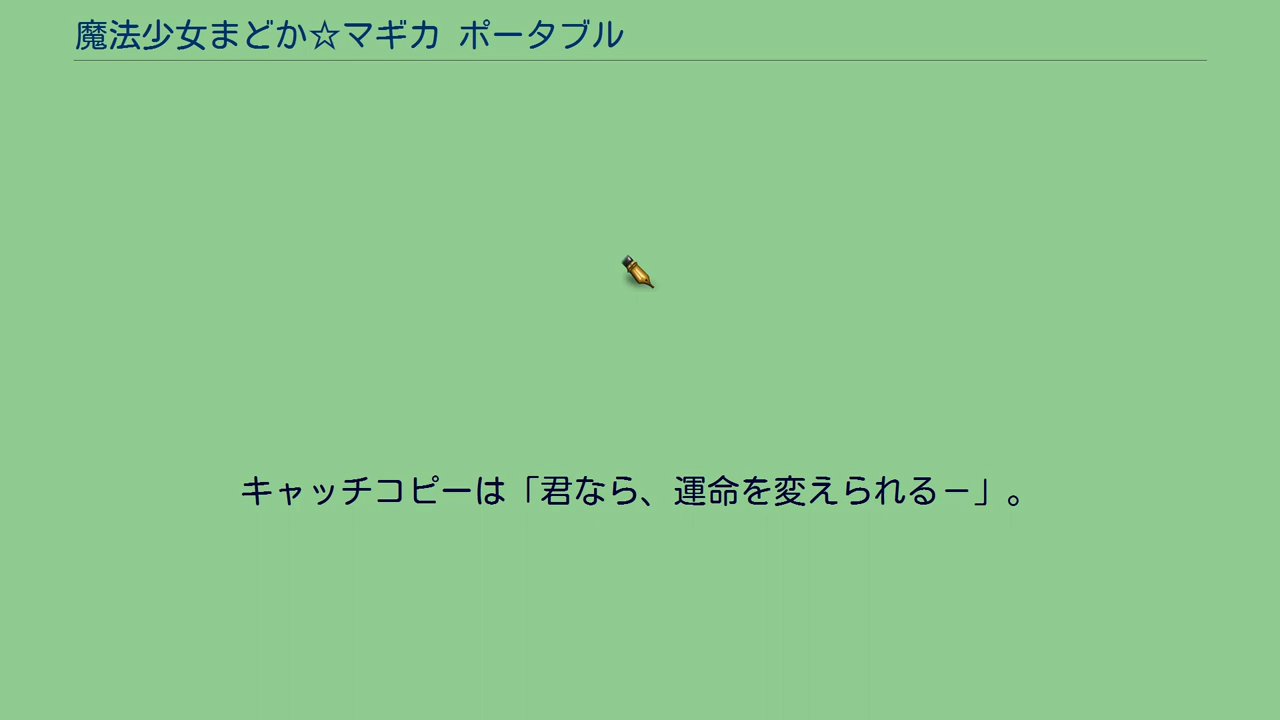 魔法少女まどか☆マギカ ポータブル
キャッチコピーは「君なら、運命を変えられる－」。